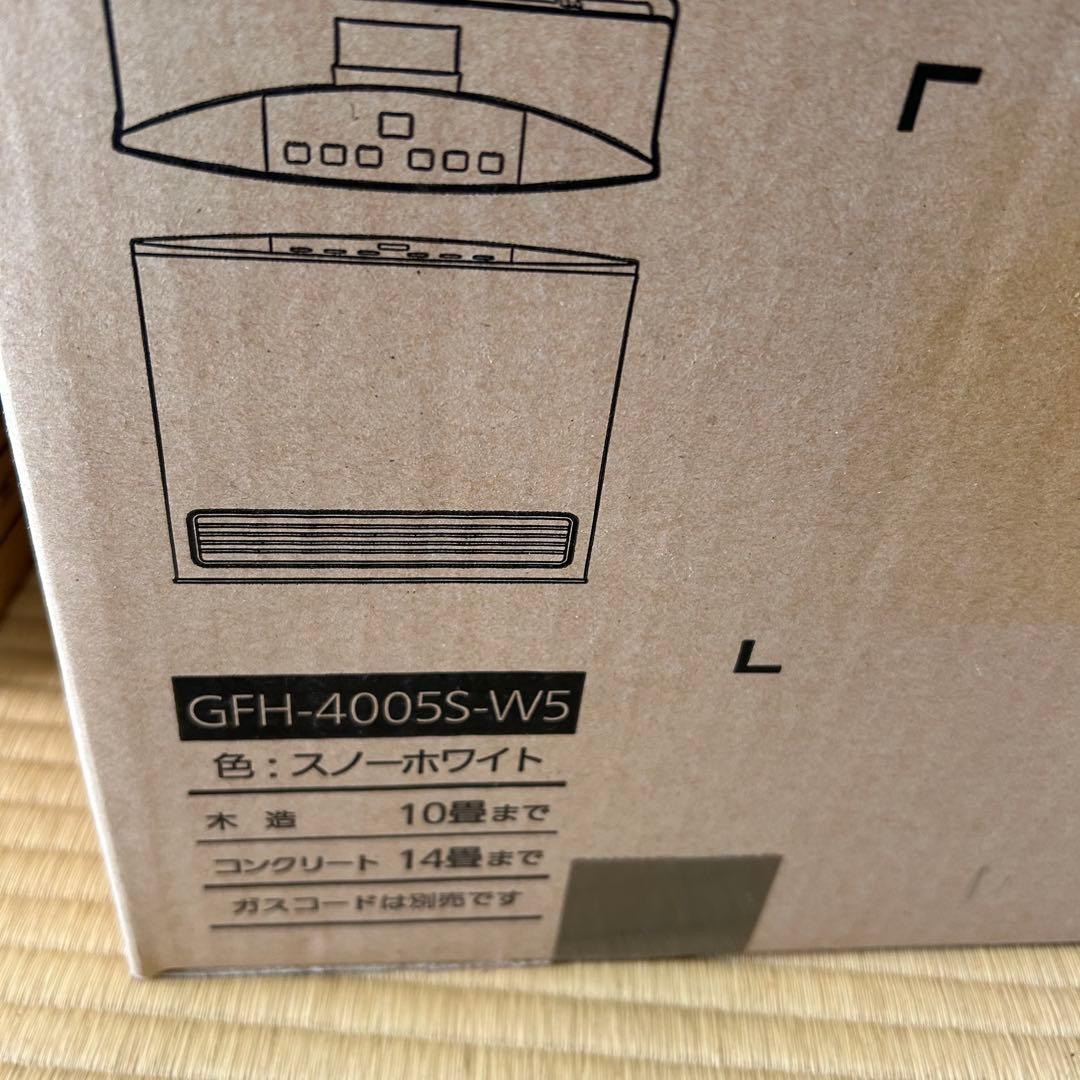 GFH-4005S-W5
色：スノーホワイト
木造 10畳まで
コンクリート 14畳まで
ガスコードは別売です